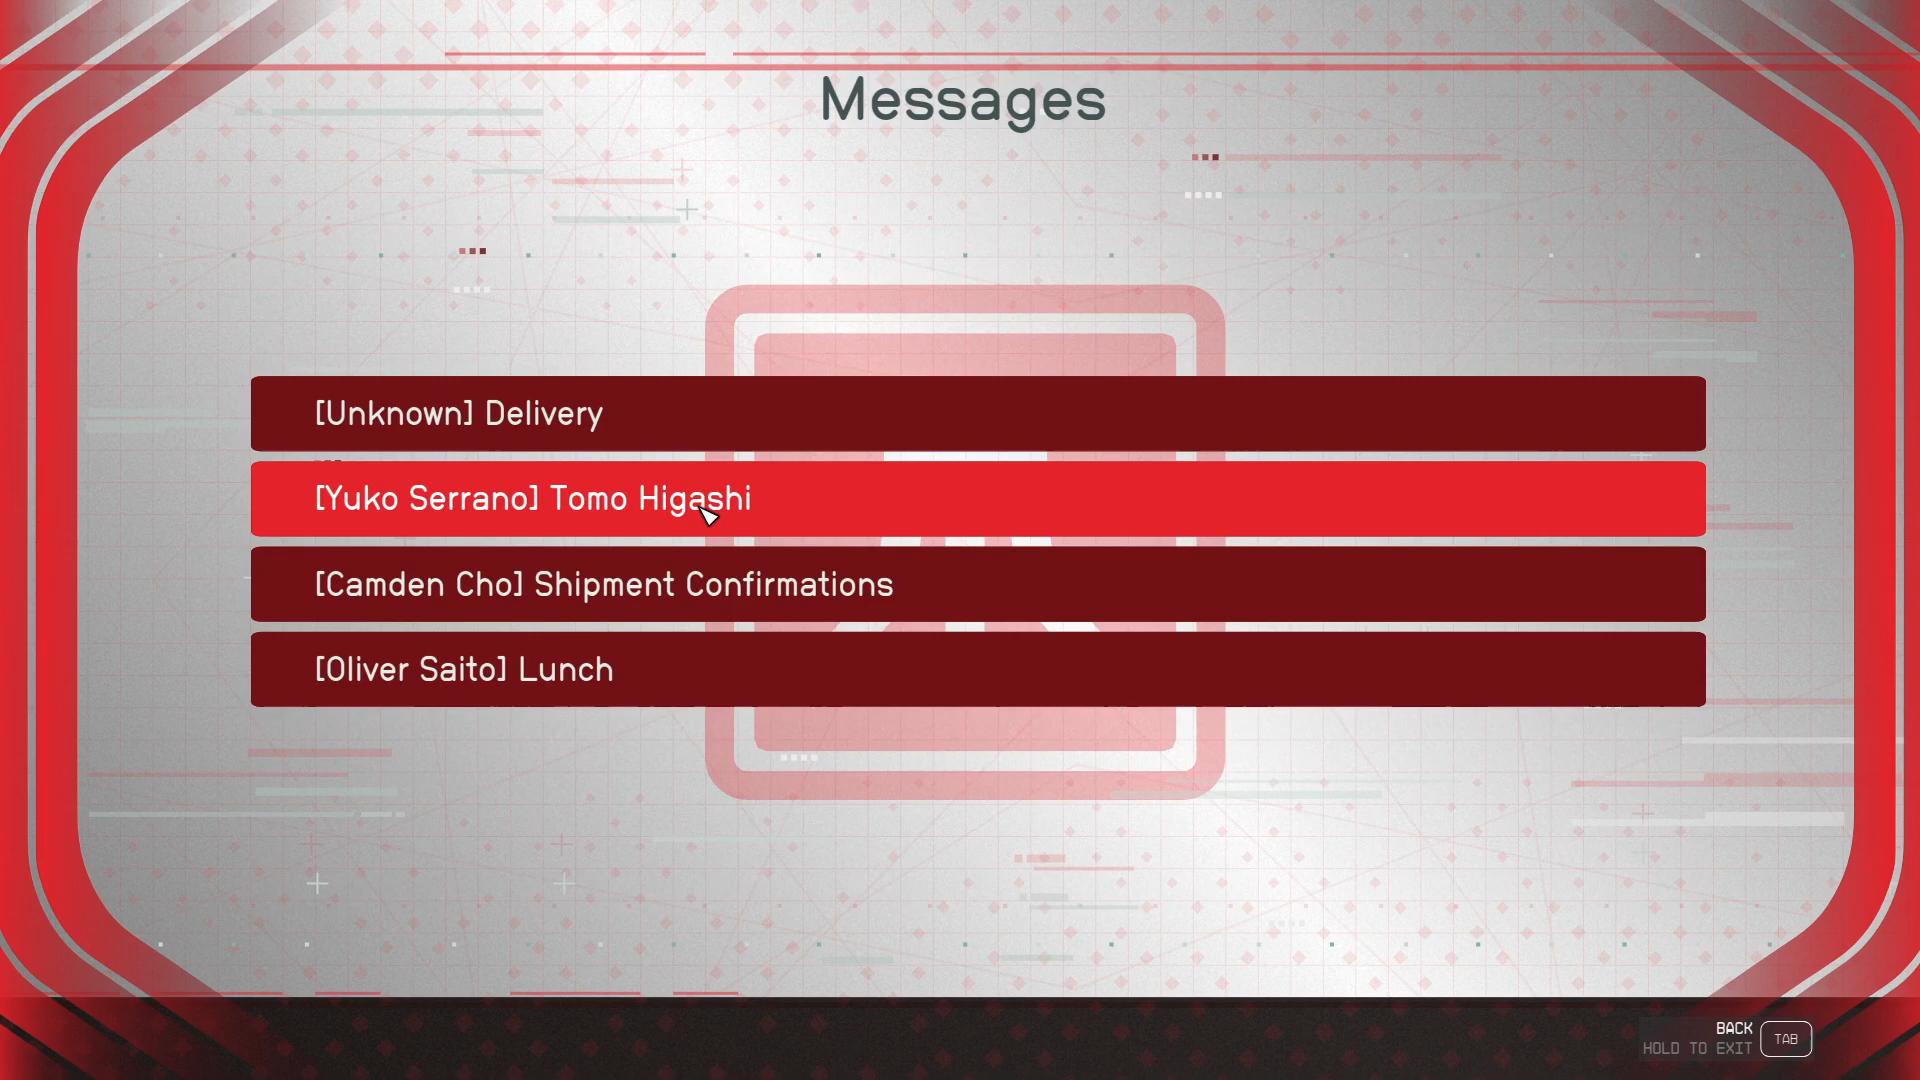 Messages
[Unknown] Delivery
[Yuko Serrano] Tomo Higashi
[Camden Cho] Shipment Confirmations
[Oliver Saito] Lunch
BACK
HOLD TO EXIT
TAB